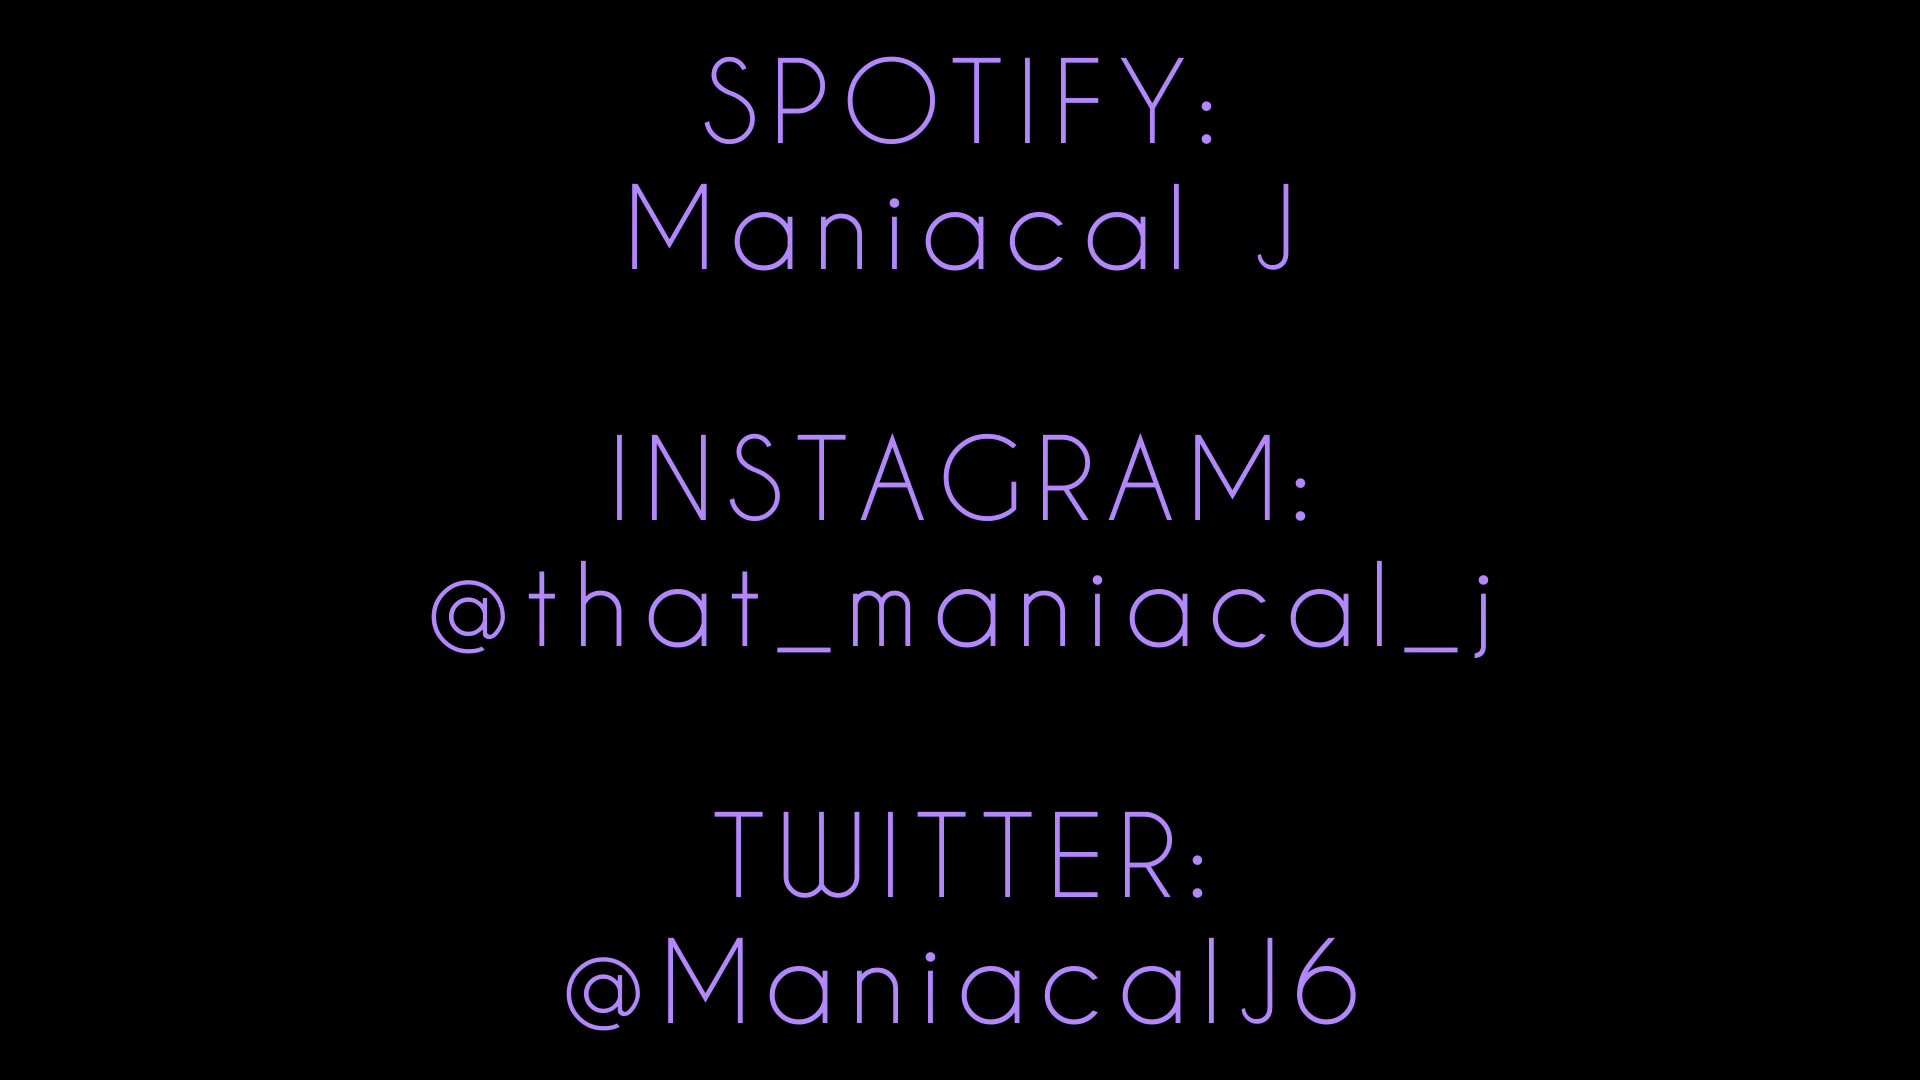 SPOTIFY:
Maniacal J
INSTAGRAM:
@that_maniacal_j
TWITTER:
@ManiacalJ6